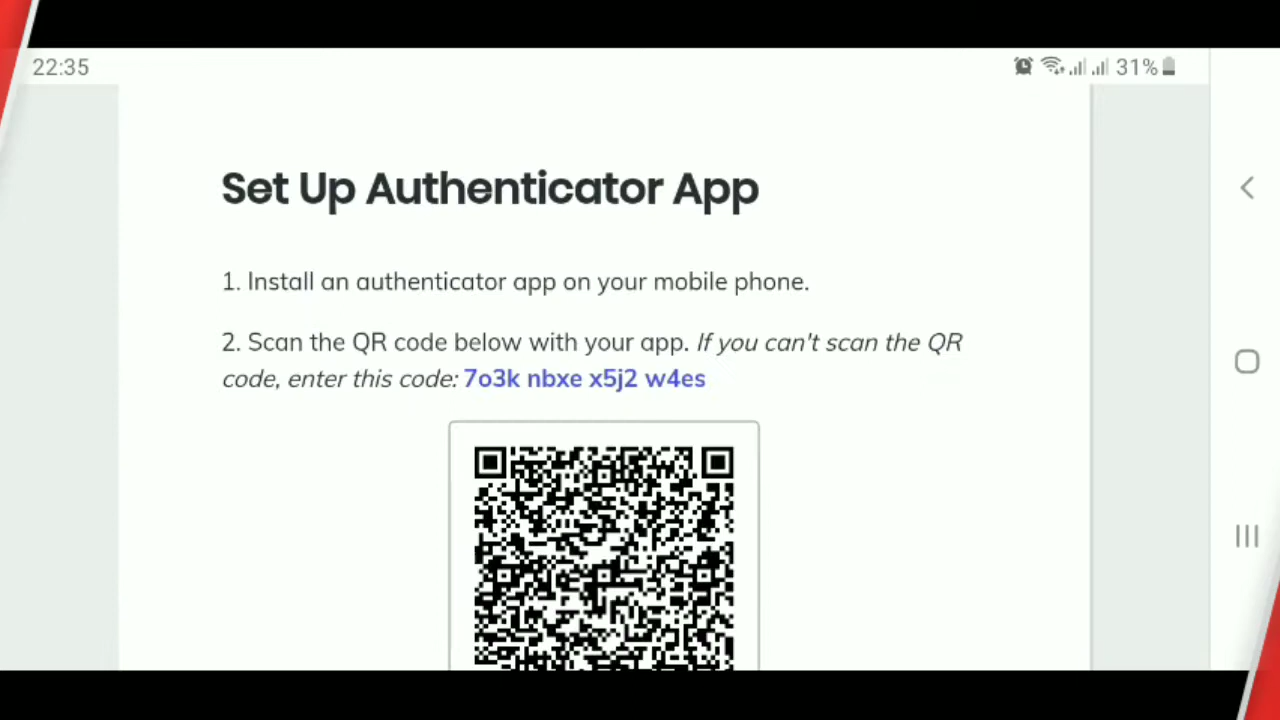 22:35
31%
Set Up Authenticator App
1. Install an authenticator app on your mobile phone.
2. Scan the QR code below with your app. If you can't scan the QR
code, enter this code: 7o3k nbxe x5j2 w4es